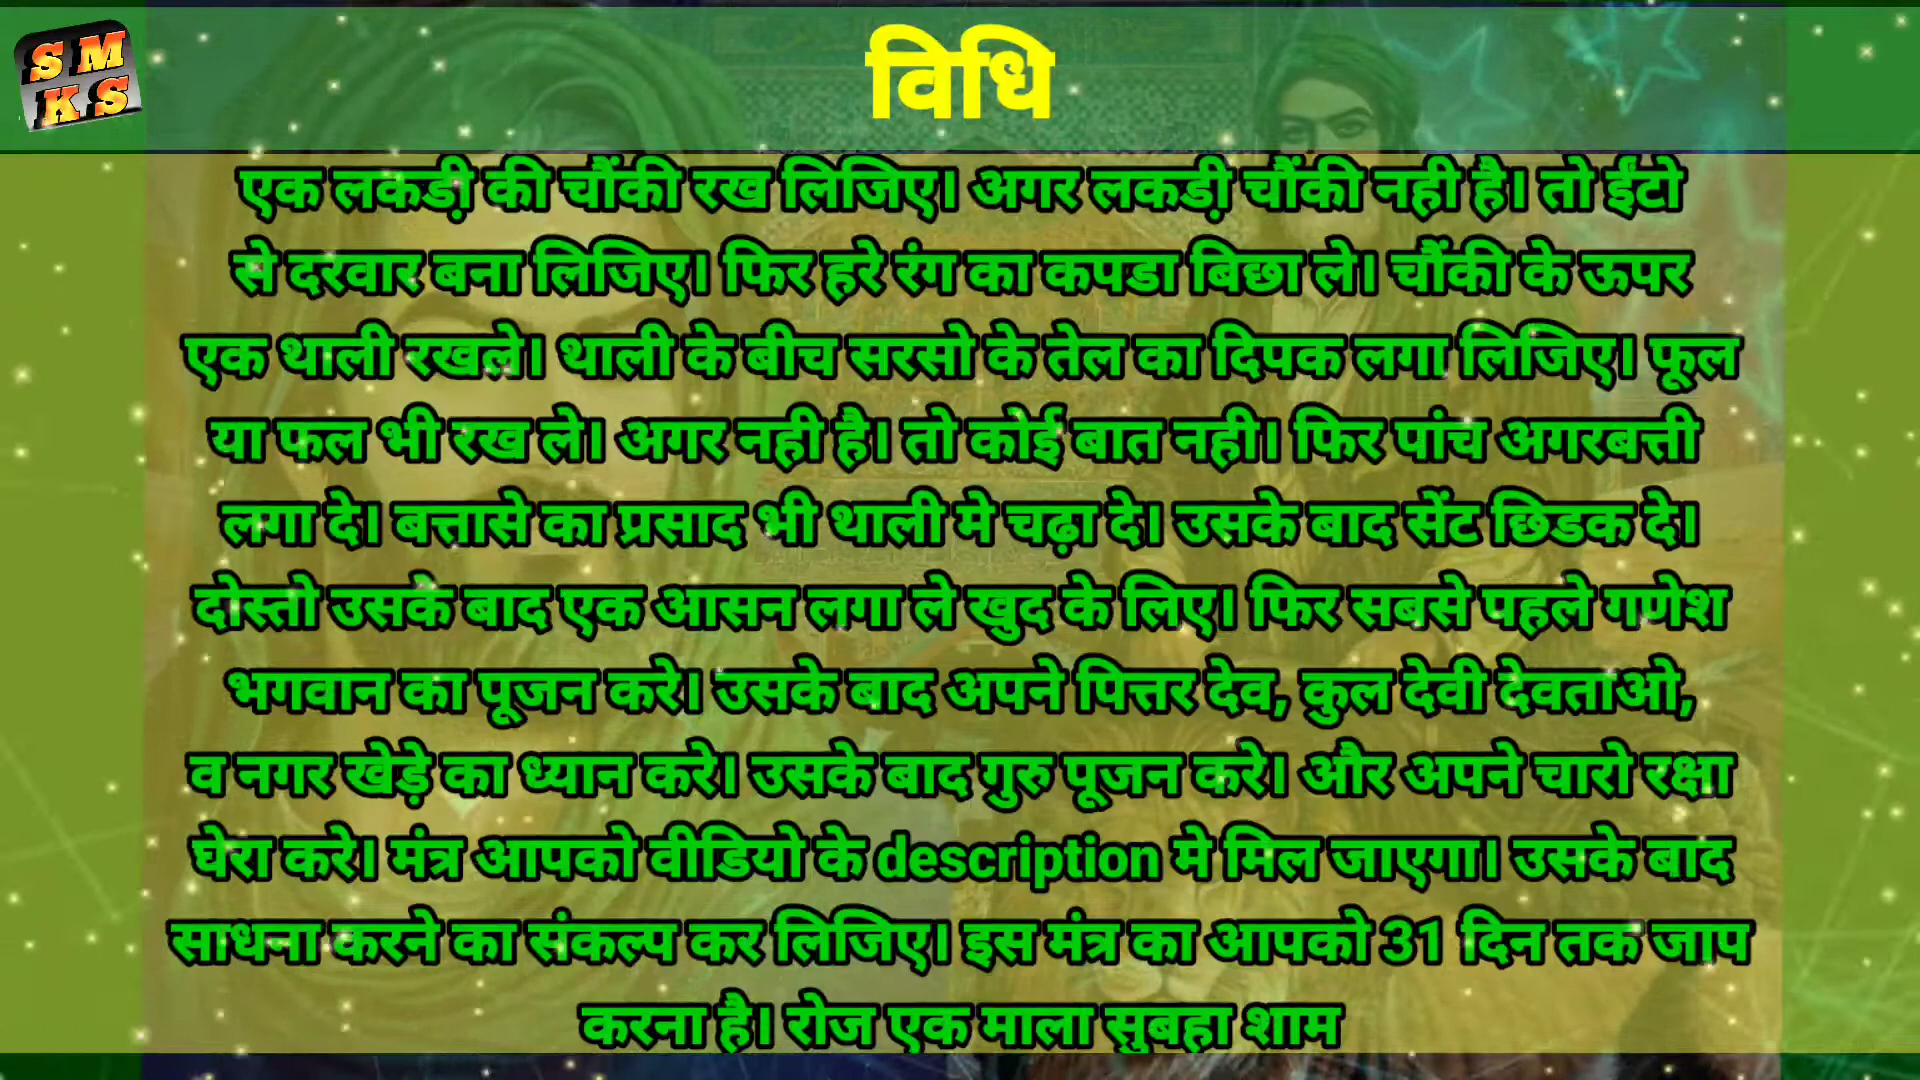 SM
KS
विधि
एक लकडी़ की चौंकी रख लिजिए। अगर लकडी़ चौंकी नही है। तो ईंटो
से दरवार बना लिजिए। फिर हरे रंग का कपडा बिछा ले। चौंकी के ऊपर
एक थाली रखले। थाली के बीच सरसो के तेल का दिपक लगा लिजिए। फूल
या फल भी रख ले। अगर नही है। तो कोई बात नही। फिर पांच अगरबत्ती
लगा दे। बत्तासे का प्रसाद भी थाली मे चढ़ा दे। उसके बाद सेंट छिडक दे।
दोस्तो उसके बाद एक आसन लगा ले खुद के लिए। फिर सबसे पहले गणेश
भगवान का पूजन करे। उसके बाद अपने पित्तर देव, कुल देवी देवताओ,
व नगर खेड़े का ध्यान करे। उसके बाद गुरु पूजन करे। और अपने चारो रक्षा
घेरा करे। मंत्र आपको वीडियो के description मे मिल जाएगा। उसके बाद
साधना करने का संकल्प कर लिजिए। इस मंत्र का आपको 31 दिन तक जाप
करना है। रोज एक माला सुबहा शाम